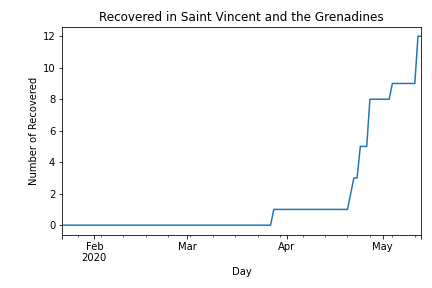 Recovered in Saint Vincent and the Grenadines
Number of Recovered
12
10
8
6
4
2
0
Feb
2020
Mar
Apr
May
Day